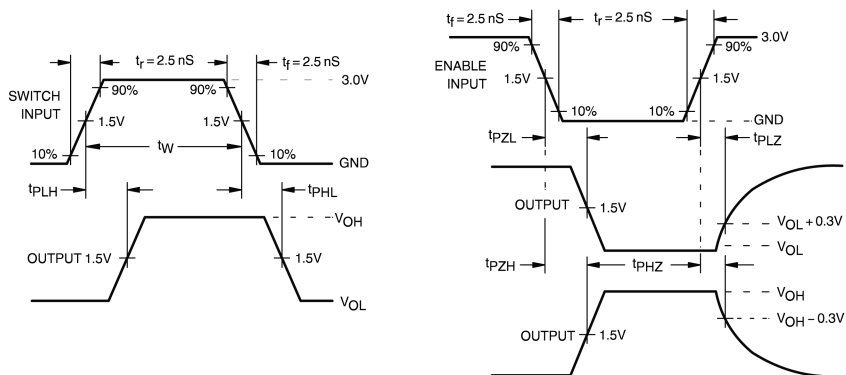 tr = 2.5 nS
tf = 2.5 nS
SWITCH
INPUT
90%
90%
3.0V
1.5V
1.5V
tW
10%
10%
GND
tPLH
tPHL
VOH
OUTPUT 1.5V
1.5V
VOL
tf = 2.5 nS
tr = 2.5 nS
ENABLE
INPUT
90%
90%
3.0V
1.5V
1.5V
10%
10%
GND
tPZL
tPLZ
OUTPUT
1.5V
VOL + 0.3V
VOL
tPZH
tPHZ
VOH
VOH – 0.3V
OUTPUT
1.5V